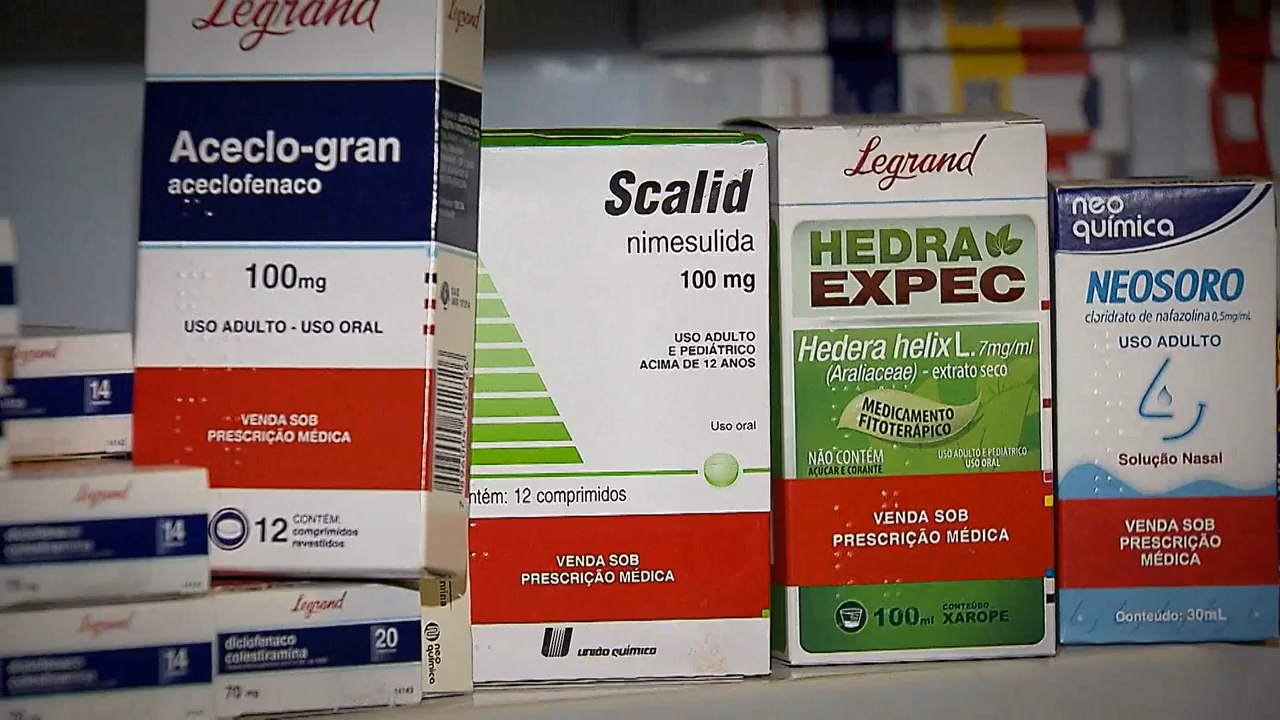 Legrand
Legrand
Aceclo-gran
aceclofenaco
100mg
USO ADULTO - USO ORAL
VENDA SOB
PRESCRIÇÃO MÉDICA
12
CONTÉM:
comprimidos
revestidos
Scalid
nimesulida
100 mg
USO ADULTO
E PEDIÁTRICO
ACIMA DE 12 ANOS
Uso oral
ntém: 12 comprimidos
VENDA SOB
PRESCRIÇÃO MÉDICA
UNIÃO QUÍMICA
Legrand
HEDRA
EXPEC
Hedera helix L. 7mg/ml
(Araliaceae) - extrato seco
MEDICAMENTO
FITOTERÁPICO
NÃO CONTÉM
AÇÚCAR E CORANTE
USO ADULTO E PEDIÁTRICO
USO ORAL
VENDA SOB
PRESCRIÇÃO MÉDICA
100ml
CONTEÚDO
XAROPE
neo
química
NEOSORO
cloridrato de nafazolina 0,5mg/mL
USO ADULTO
Solução Nasal
VENDA SOB
PRESCRIÇÃO
MÉDICA
Conteúdo: 30mL
Legrand
14
Legrand
14
Legrand
14
Legrand
diclofenaco
colestiramina
20
70 mg
neo
química